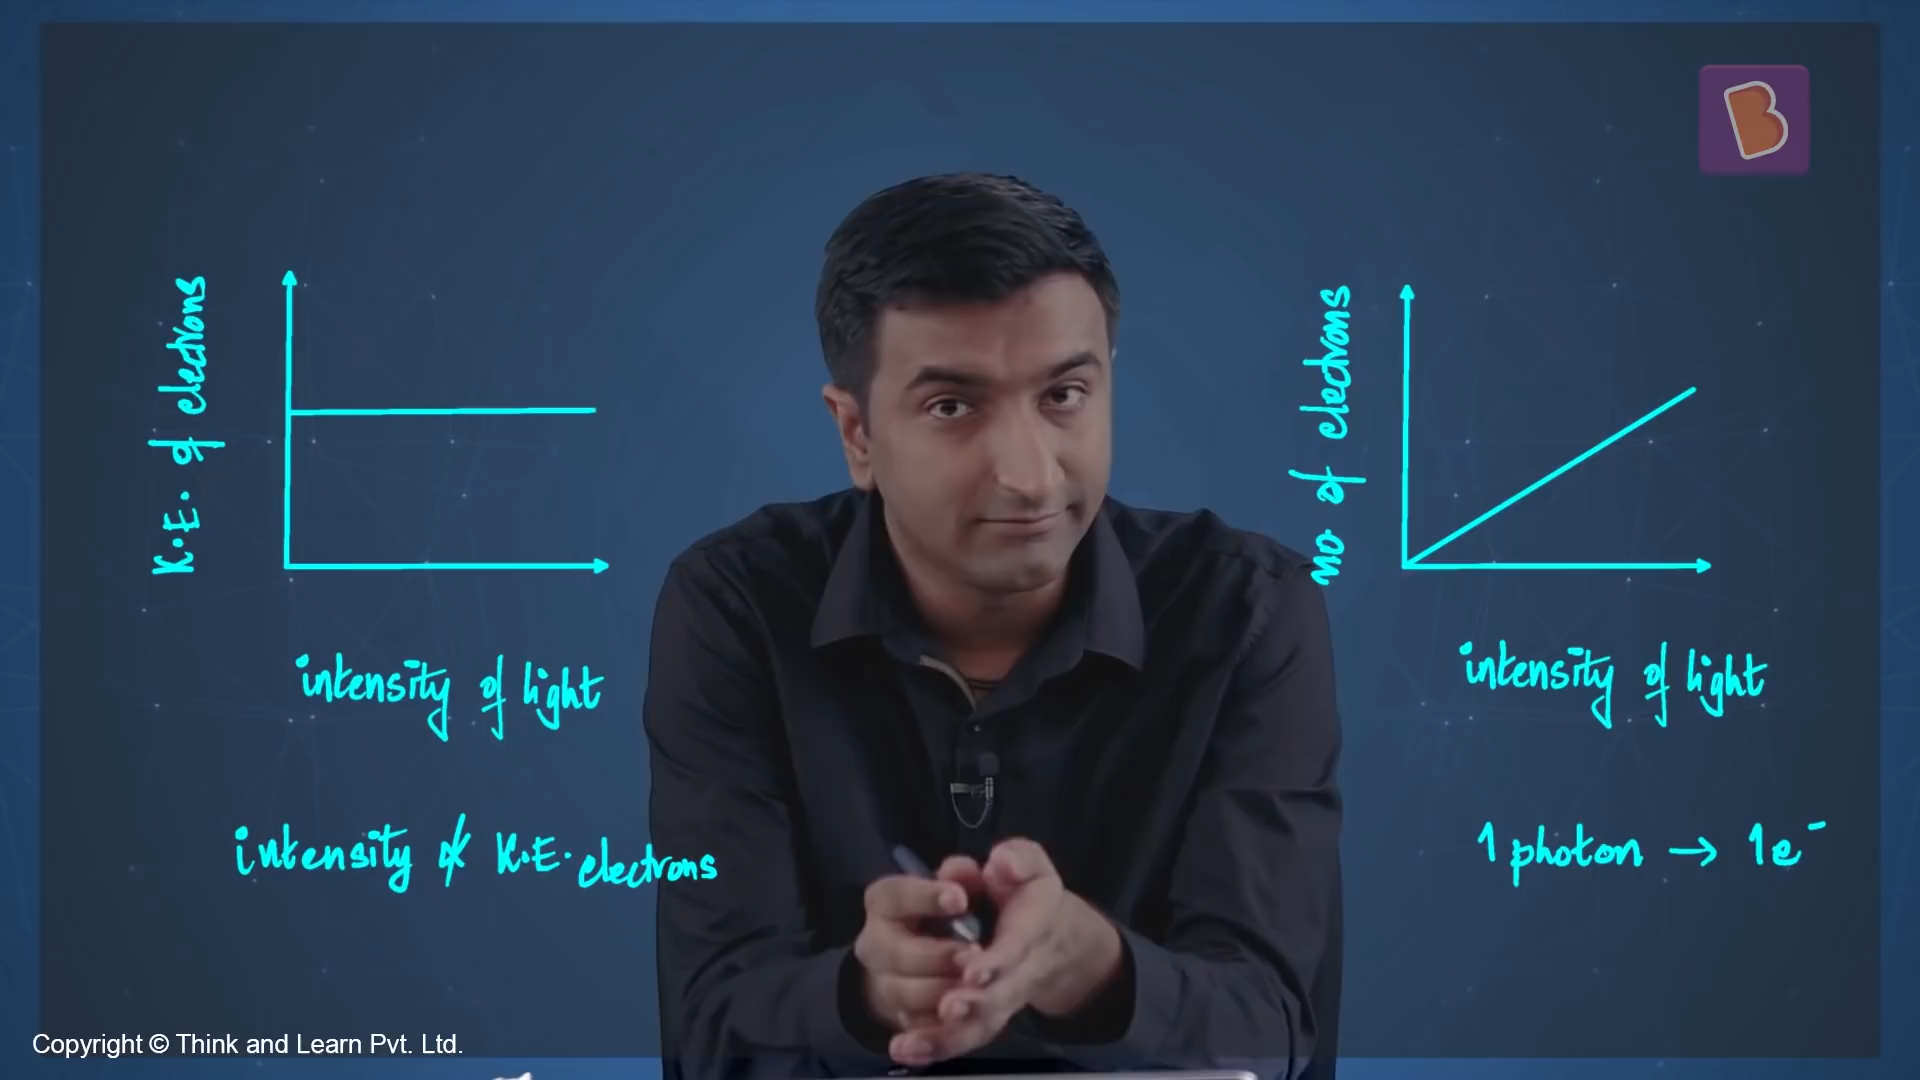 K.E. of electrons
intensity of light
intensity ∝̸ K.E. electrons
no. of electrons
intensity of light
1 photon → 1e⁻
B
Copyright © Think and Learn Pvt. Ltd.